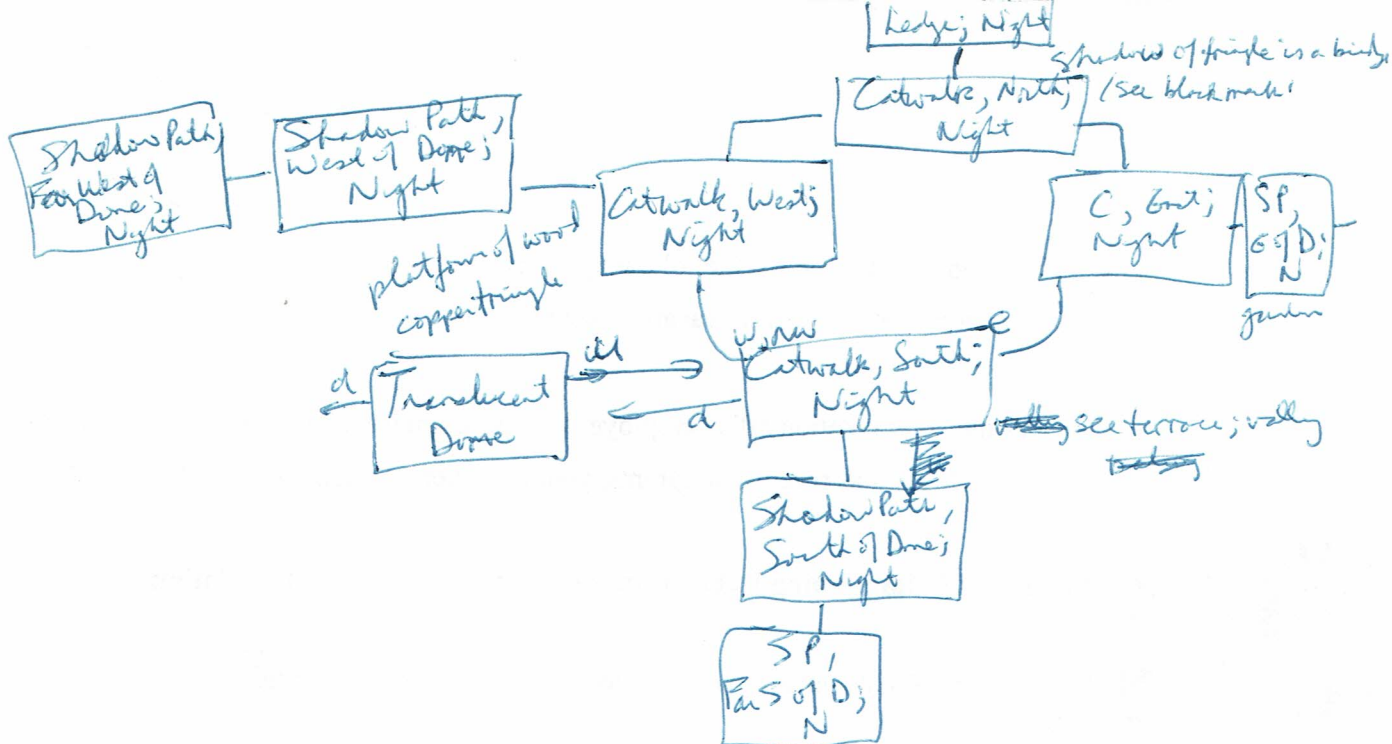 Ledge; Night
shadow of triangle is a bird,
(see block mark
Catwalk, North;
Night
Shadow Path;
Far West of
Dome;
Night
Shadow Path,
West of Dome;
Night
Catwalk, West;
Night
C, East;
Night
SP,
E of D;
N
garden
platform of wood
copper triangle
W, NW
e
Catwalk, South;
Night
d
Translucent
Dome
d
see terrace; valley
Shadow Path,
South of Dome;
Night
SP,
Far S of D;
N